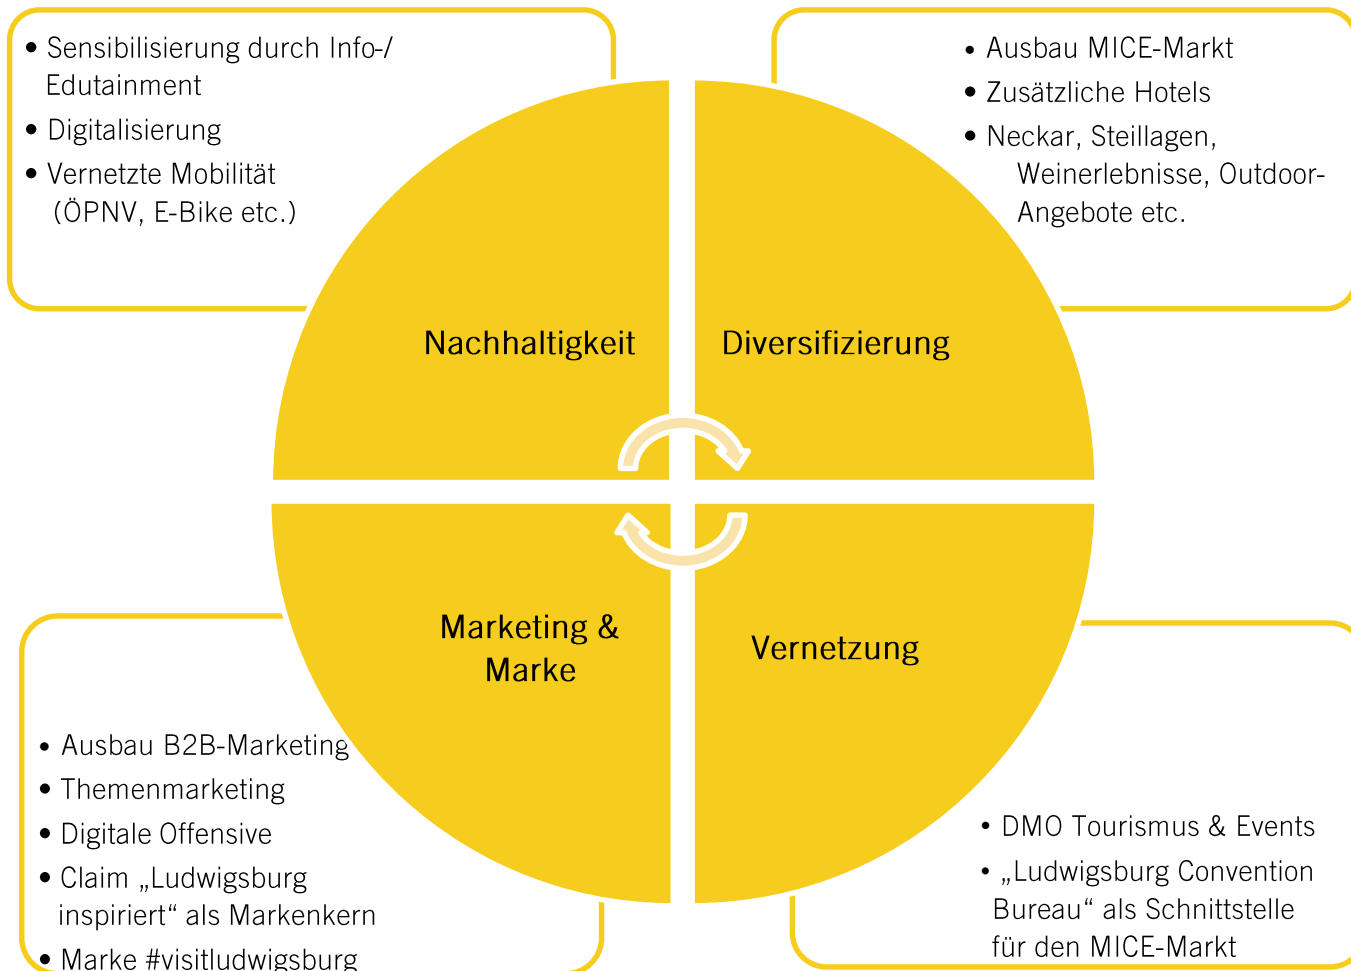 • Sensibilisierung durch Info-/
Edutainment
• Digitalisierung
• Vernetzte Mobilität
(ÖPNV, E-Bike etc.)
• Ausbau MICE-Markt
• Zusätzliche Hotels
• Neckar, Steillagen,
Weinerlebnisse, Outdoor-
Angebote etc.
Nachhaltigkeit
Diversifizierung
Marketing &
Marke
Vernetzung
• Ausbau B2B-Marketing
• Themenmarketing
• Digitale Offensive
• Claim „Ludwigsburg
inspiriert“ als Markenkern
• Marke #visitludwigsburg
• DMO Tourismus & Events
• „Ludwigsburg Convention
Bureau“ als Schnittstelle
für den MICE-Markt